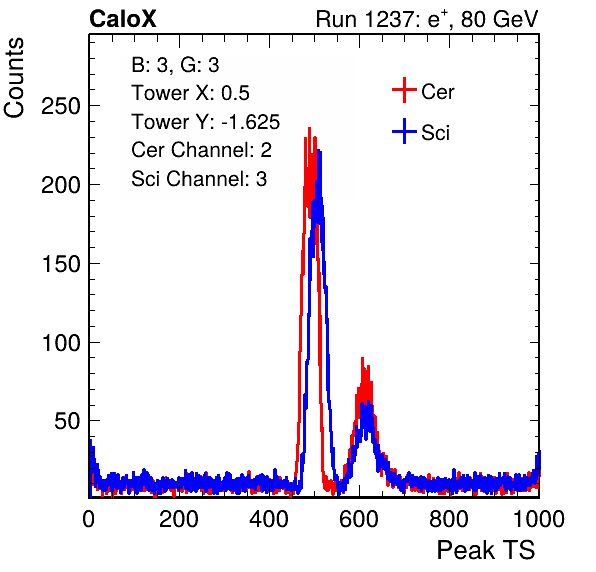 CaloX
Run 1237: e+, 80 GeV
Counts
B: 3, G: 3
Tower X: 0.5
Tower Y: -1.625
Cer Channel: 2
Sci Channel: 3
Cer
Sci
250
200
150
100
50
0 200 400 600 800 1000
Peak TS